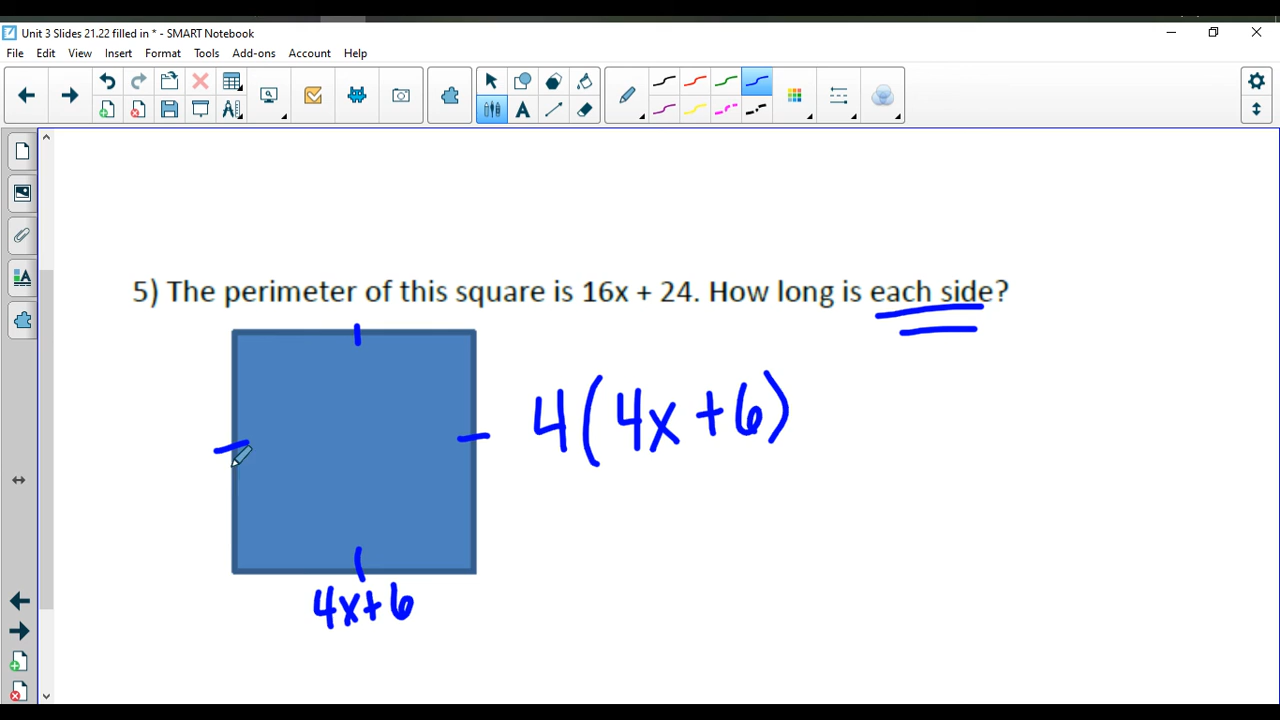 Unit 3 Slides 21.22 filled in * - SMART Notebook
File Edit View Insert Format Tools Add-ons Account Help
5) The perimeter of this square is 16x + 24. How long is each side?
4(4x+6)
4x+6